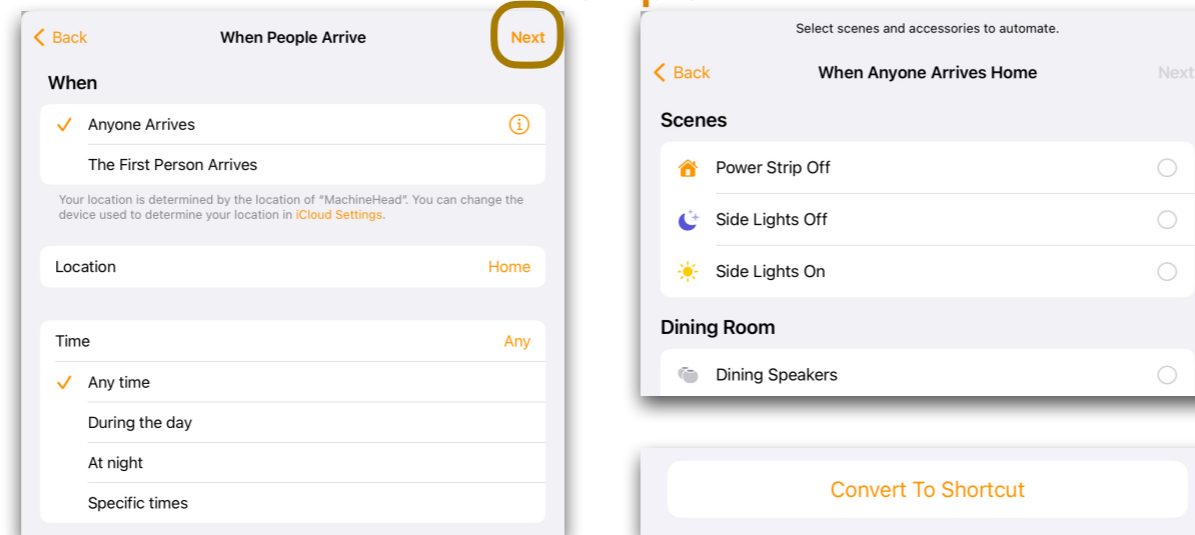 Back
When People Arrive
Next
When
Anyone Arrives
The First Person Arrives
Your location is determined by the location of “MachineHead”. You can change the
device used to determine your location in iCloud Settings.
Location
Home
Time
Any
Any time
During the day
At night
Specific times
Select scenes and accessories to automate.
Back
When Anyone Arrives Home
Next
Scenes
Power Strip Off
Side Lights Off
Side Lights On
Dining Room
Dining Speakers
Convert To Shortcut